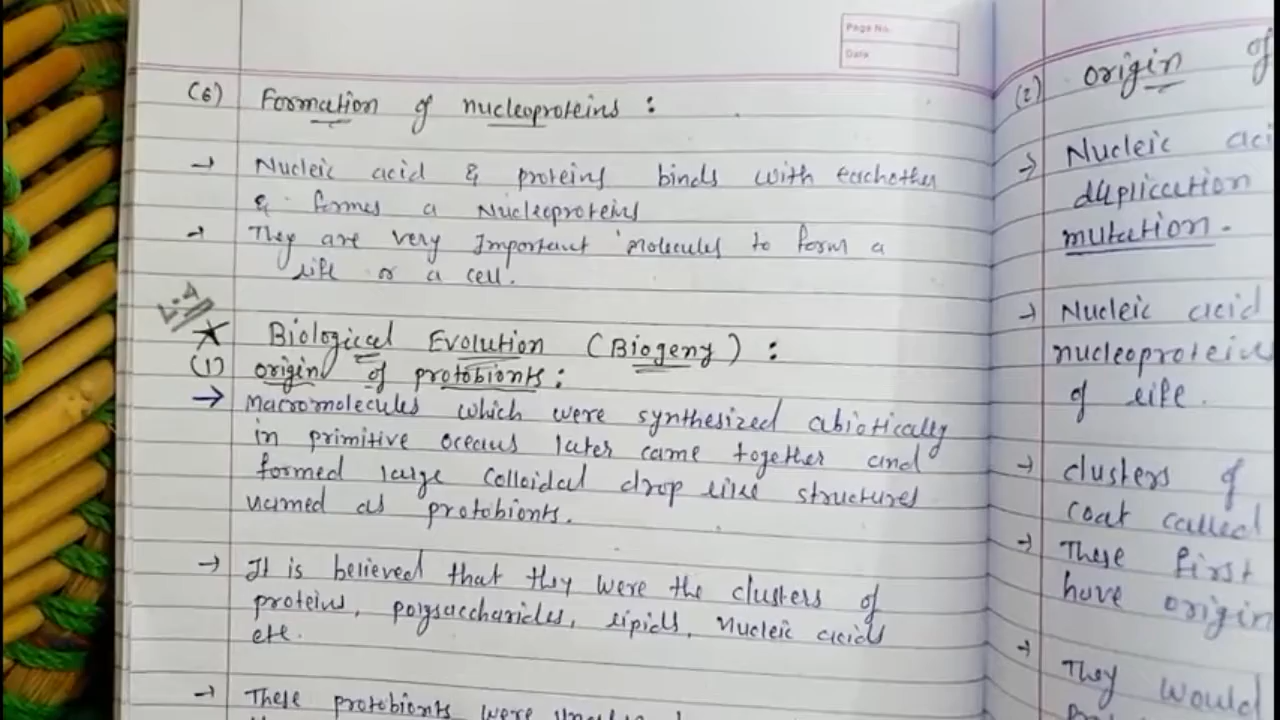 Page No.
Date
(6) Formation of nucleoproteins :
→ Nucleic acid & proteins binds with eachother
& formes a Nucleoproteins
→ They are very Important molecules to form a
life or a cell.
Biological Evolution (Biogeny) :
(1) origin of protobionts :
→ Macromolecules which were synthesized abiotically
in primitive oceans later came together and
formed large colloidal drop like structures
named as protobionts.
→ It is believed that they were the clusters of
proteins, polysaccharides, lipids, Nucleic acids
etc.
→ These protobionts were
(2) origin of
→ Nucleic aci
duplication
mutation.
→ Nucleic acid
nucleoproteins
of life.
→ clusters of
coat called
→ These first
have origin
→ They would